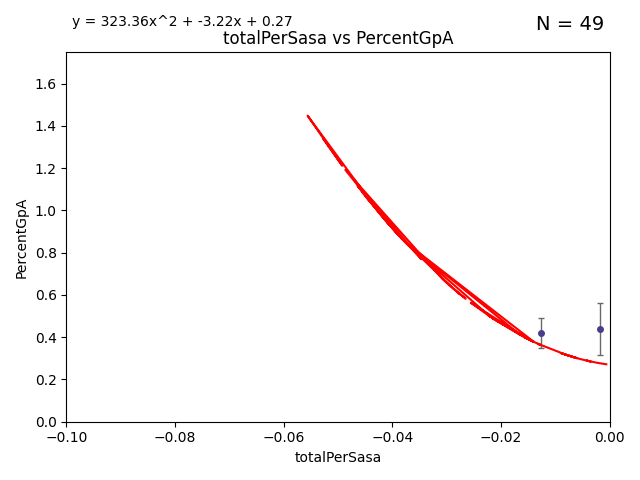 y = 323.36x^2 + -3.22x + 0.27
N = 49
totalPerSasa vs PercentGpA
PercentGpA
1.6
1.4
1.2
1.0
0.8
0.6
0.4
0.2
0.0
−0.10 −0.08 −0.06 −0.04 −0.02 0.00
totalPerSasa